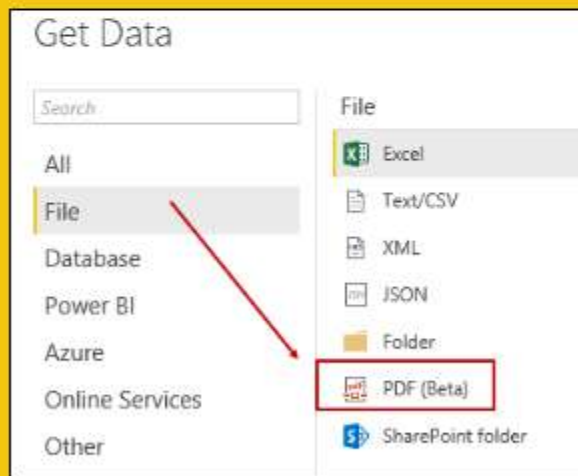 Get Data
Search
All
File
Database
Power BI
Azure
Online Services
Other
File
Excel
Text/CSV
XML
JSON
Folder
PDF (Beta)
SharePoint folder